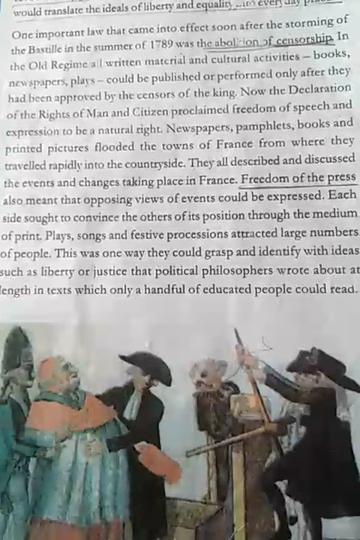 would translate the ideals of liberty and equality into every day
One important law that came into effect soon after the storming of
the Bastille in the summer of 1789 was the abolition of censorship. In
the Old Regime all written material and cultural activities – books,
newspapers, plays – could be published or performed only after they
had been approved by the censors of the king. Now the Declaration
of the Rights of Man and Citizen proclaimed freedom of speech and
expression to be a natural right. Newspapers, pamphlets, books and
printed pictures flooded the towns of France from where they
travelled rapidly into the countryside. They all described and discussed
the events and changes taking place in France. Freedom of the press
also meant that opposing views of events could be expressed. Each
side sought to convince the others of its position through the medium
of print. Plays, songs and festive processions attracted large numbers
of people. This was one way they could grasp and identify with ideas
such as liberty or justice that political philosophers wrote about at
length in texts which only a handful of educated people could read.